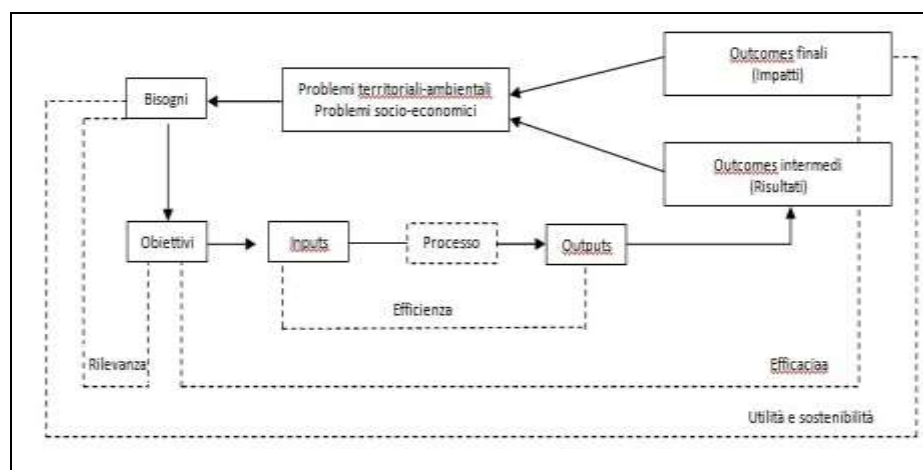 Outcomes finali
(Impatti)
Problemi territoriali-ambientali
Problemi socio-economici
Bisogni
Outcomes intermedi
(Risultati)
Obiettivi
Inputs
Processo
Outputs
Efficienza
Rilevanza
Efficaciaa
Utilità e sostenibilità